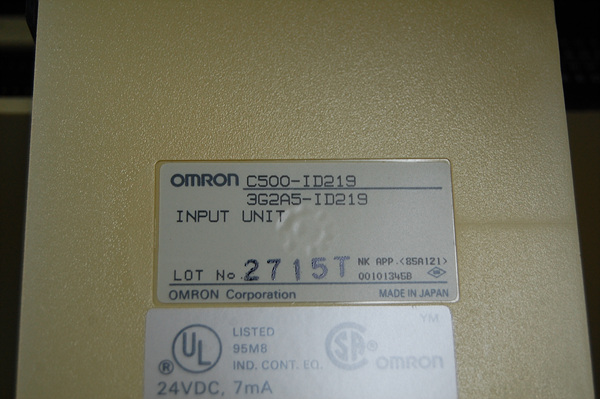 OMRON C500-ID219
3G2A5-ID219
INPUT UNIT
LOT No. 2715T NK APP.<85A121>
00101345B
OMRON Corporation MADE IN JAPAN
YM
UL ® LISTED
95M8
IND. CONT. EQ.
SA ® OMRON
24VDC, 7mA